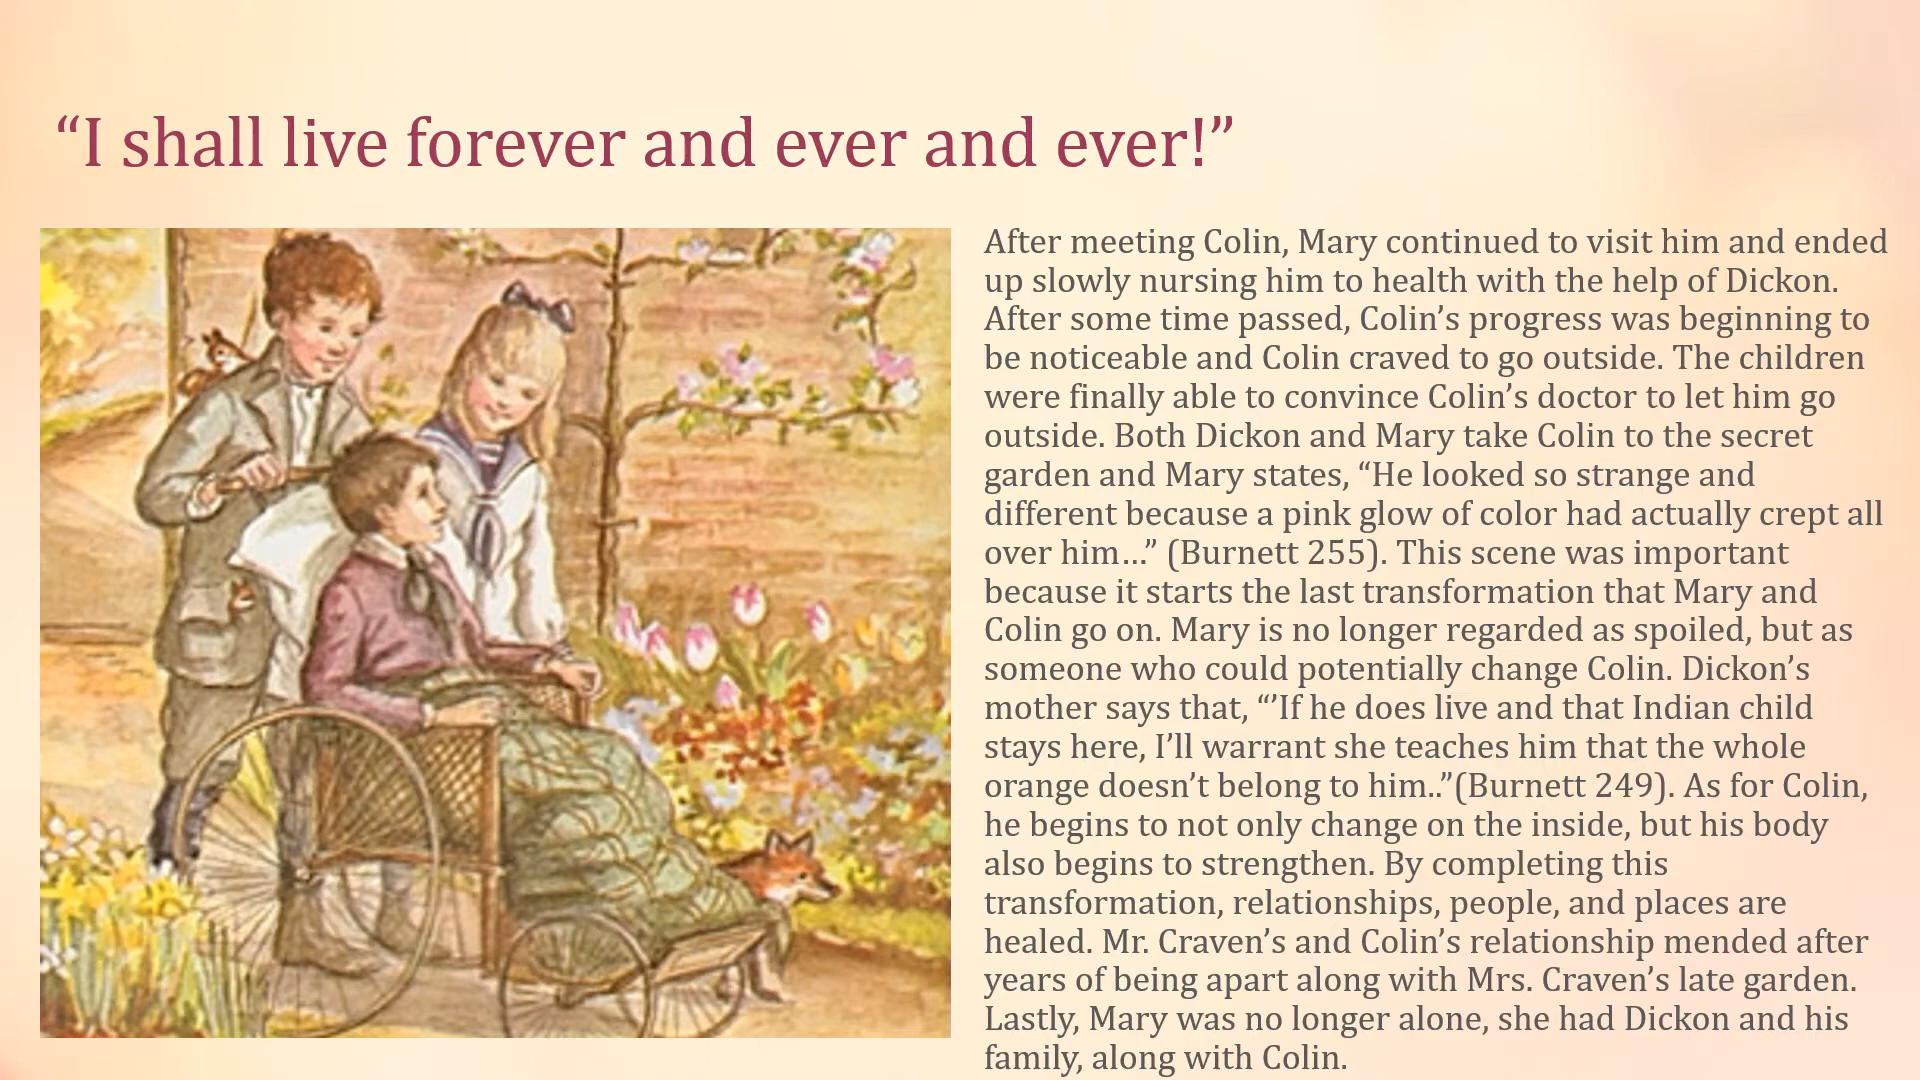 “I shall live forever and ever and ever!”
After meeting Colin, Mary continued to visit him and ended
up slowly nursing him to health with the help of Dickon.
After some time passed, Colin’s progress was beginning to
be noticeable and Colin craved to go outside. The children
were finally able to convince Colin’s doctor to let him go
outside. Both Dickon and Mary take Colin to the secret
garden and Mary states, “He looked so strange and
different because a pink glow of color had actually crept all
over him…” (Burnett 255). This scene was important
because it starts the last transformation that Mary and
Colin go on. Mary is no longer regarded as spoiled, but as
someone who could potentially change Colin. Dickon’s
mother says that, “’If he does live and that Indian child
stays here, I’ll warrant she teaches him that the whole
orange doesn’t belong to him..”(Burnett 249). As for Colin,
he begins to not only change on the inside, but his body
also begins to strengthen. By completing this
transformation, relationships, people, and places are
healed. Mr. Craven’s and Colin’s relationship mended after
years of being apart along with Mrs. Craven’s late garden.
Lastly, Mary was no longer alone, she had Dickon and his
family, along with Colin.